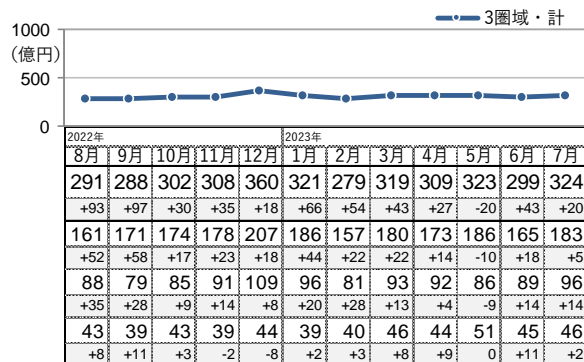 3圏域・計
1000
(億円)
500
0
2022年 2023年
8月 9月 10月 11月 12月 1月 2月 3月 4月 5月 6月 7月
291 288 302 308 360 321 279 319 309 323 299 324
+93 +97 +30 +35 +18 +66 +54 +43 +27 -20 +43 +20
161 171 174 178 207 186 157 180 173 186 165 183
+52 +58 +17 +23 +18 +44 +22 +22 +14 -10 +18 +5
88 79 85 91 109 96 81 93 92 86 89 96
+35 +28 +9 +14 +8 +20 +28 +13 +4 -9 +14 +14
43 39 43 39 44 39 40 46 44 51 45 46
+8 +11 +3 -2 -8 +2 +3 +8 +9 0 +11 +2